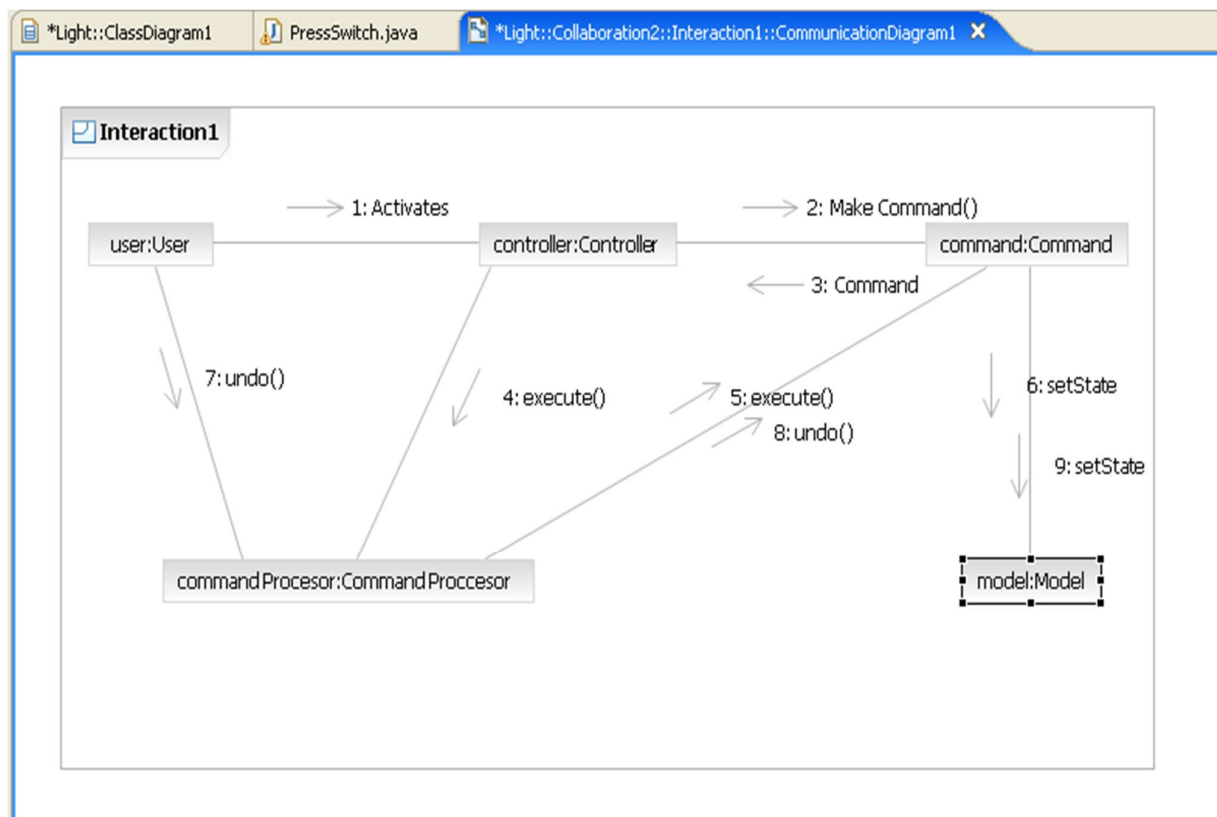 *Light::ClassDiagram1
PressSwitch.java
*Light::Collaboration2::Interaction1::CommunicationDiagram1
Interaction1
1: Activates
2: Make Command()
user:User
controller:Controller
command:Command
3: Command
7: undo()
4: execute()
5: execute()
6: setState
8: undo()
9: setState
commandProcesor:CommandProccesor
model:Model